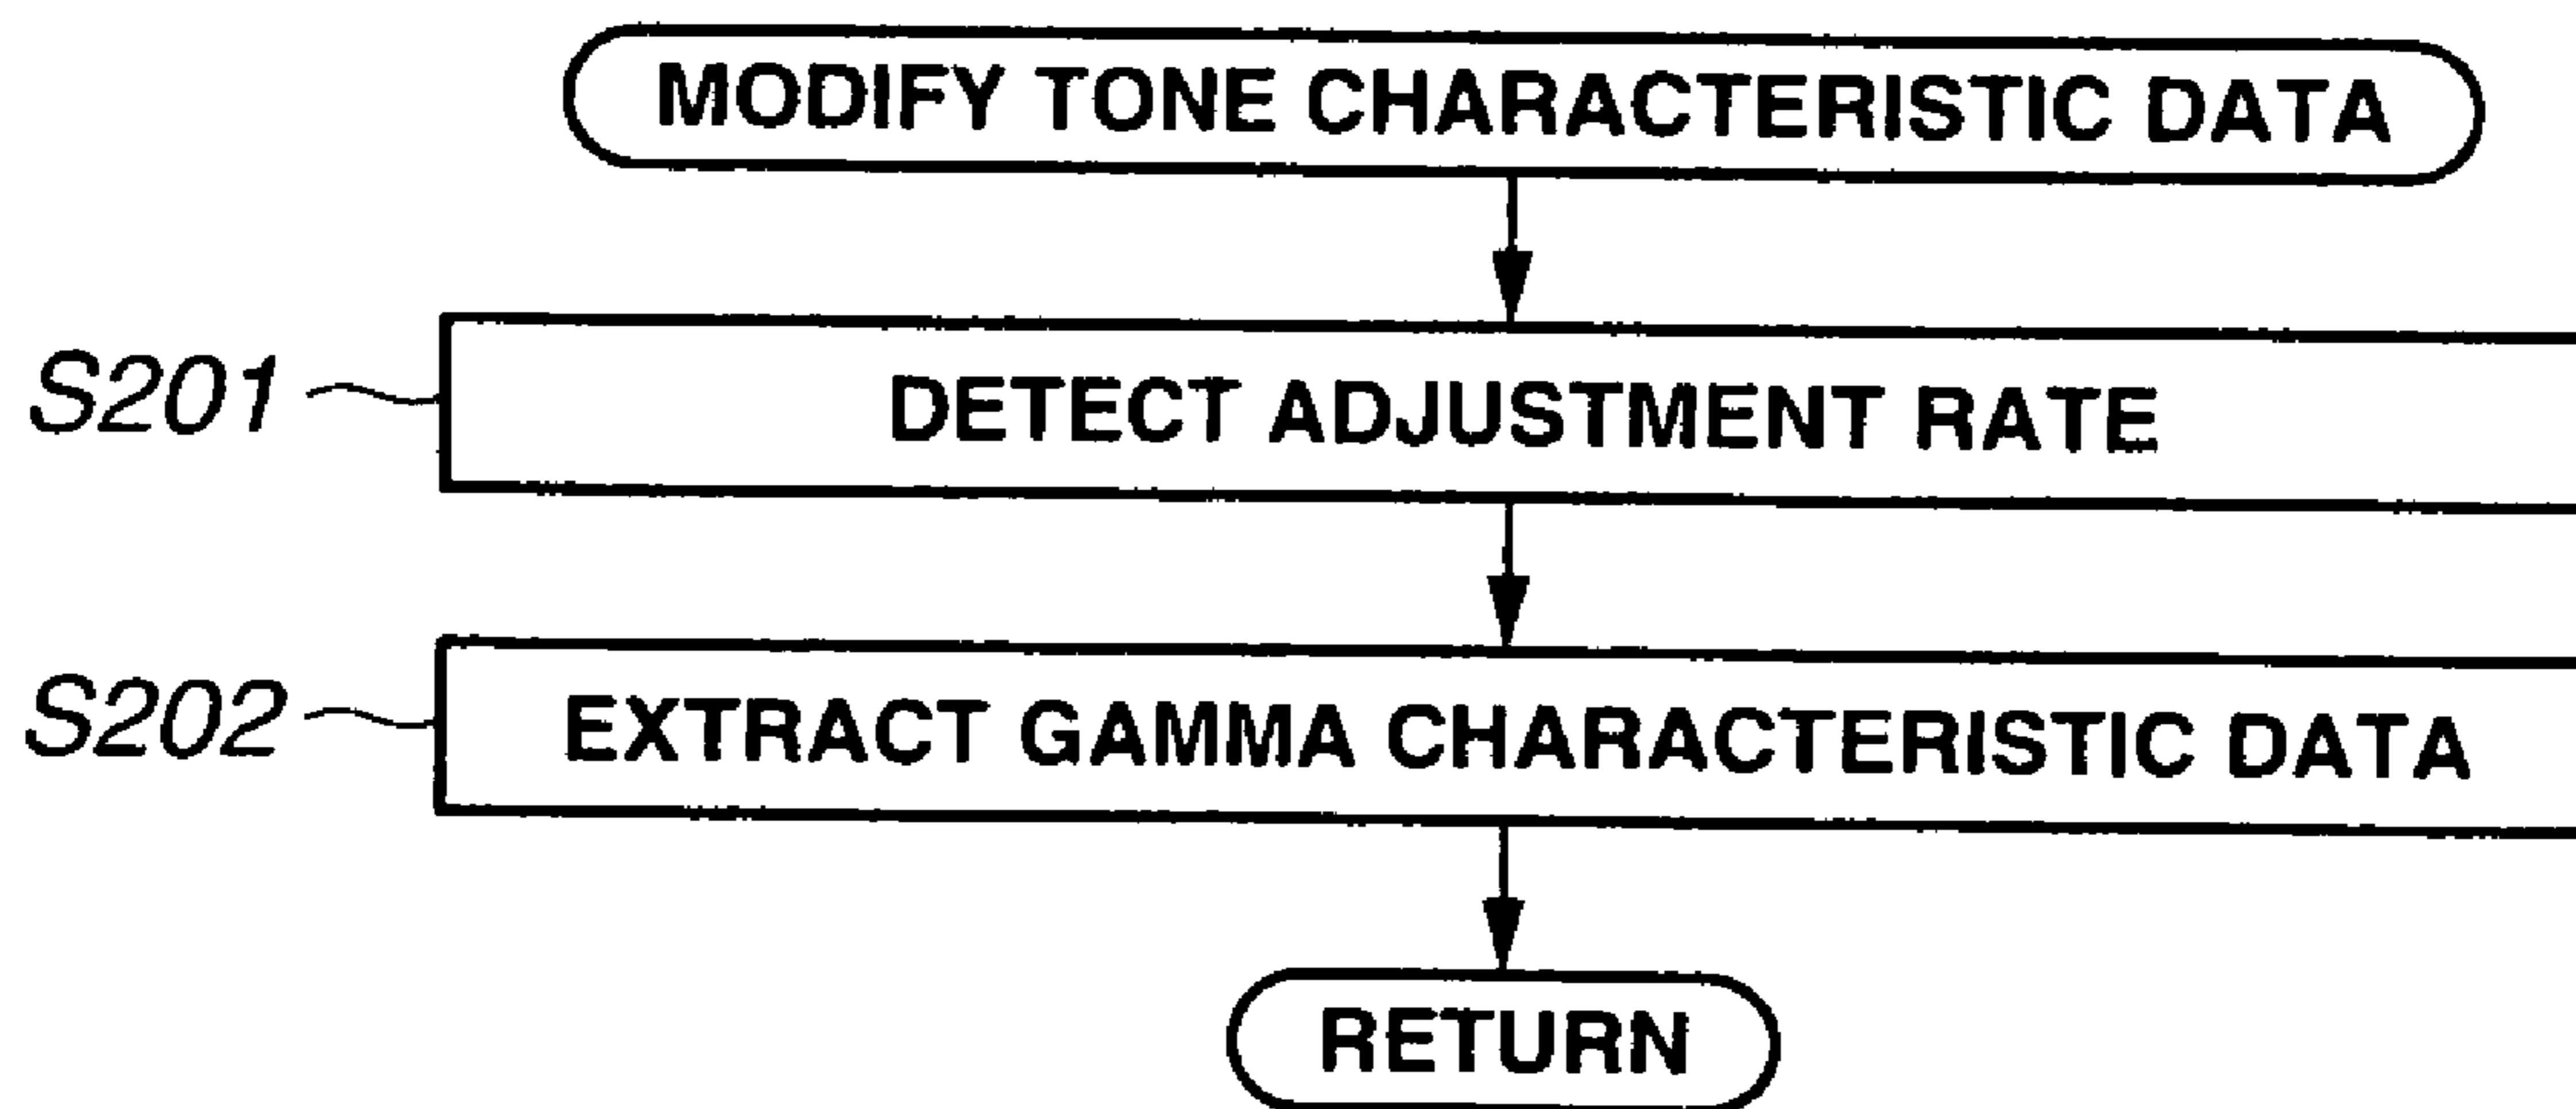 MODIFY TONE CHARACTERISTIC DATA
S201
DETECT ADJUSTMENT RATE
S202
EXTRACT GAMMA CHARACTERISTIC DATA
RETURN